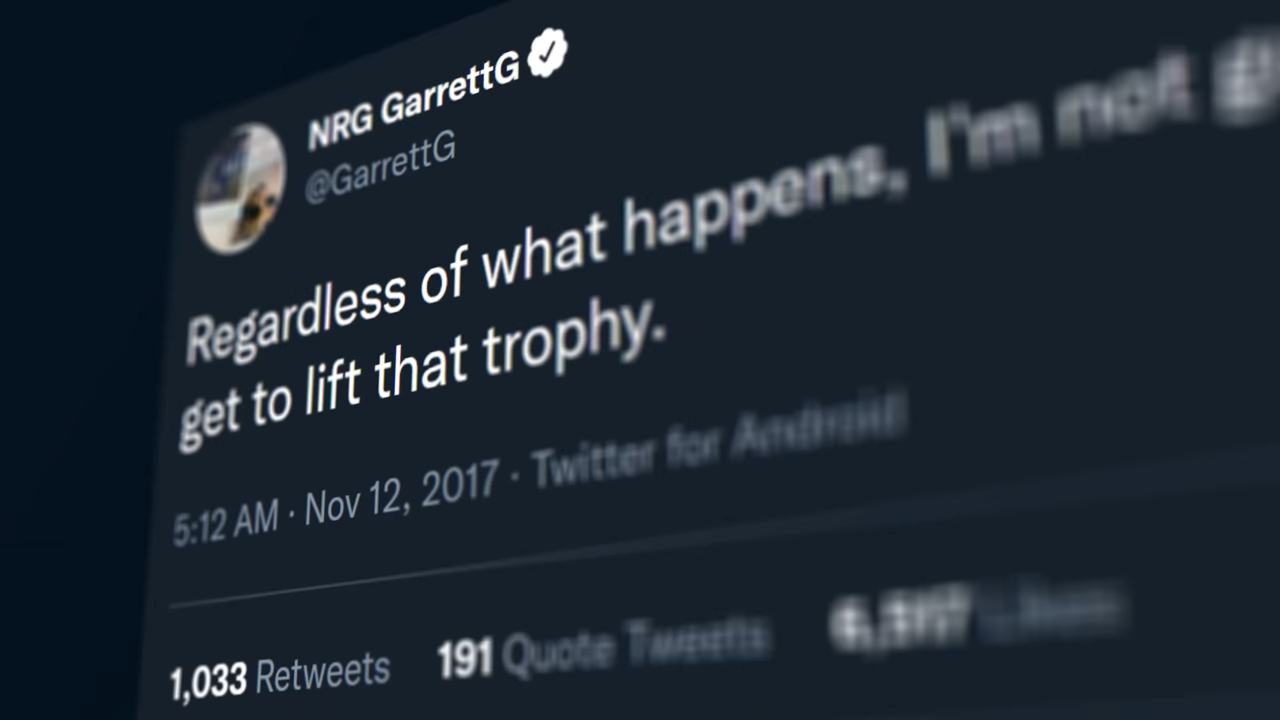 NRG GarrettG
@GarrettG
Regardless of what happens, I'm not
get to lift that trophy.
5:12 AM · Nov 12, 2017 · Twitter for Android
1,033 Retweets 191 Quote Tweets Likes